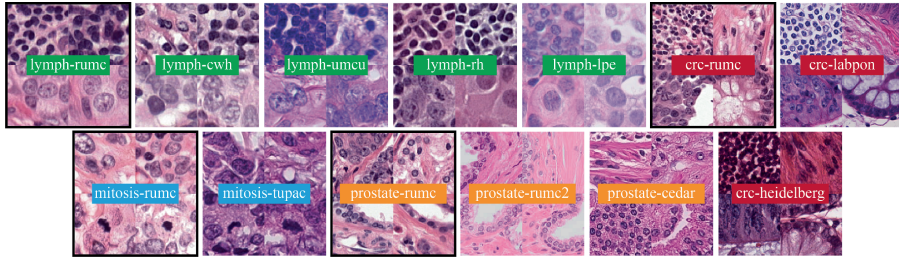 lymph-rumc
lymph-cwh
lymph-umcu
lymph-rh
lymph-lpe
crc-rumc
crc-labpon
mitosis-rumc
mitosis-tupac
prostate-rumc
prostate-rumc2
prostate-cedar
crc-heidelberg